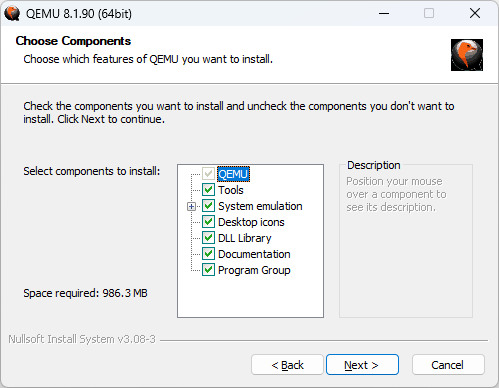 QEMU 8.1.90 (64bit)
Choose Components
Choose which features of QEMU you want to install.
Check the components you want to install and uncheck the components you don't want to
install. Click Next to continue.
Select components to install:
QEMU
Tools
System emulation
Desktop icons
DLL Library
Documentation
Program Group
Description
Position your mouse
over a component to
see its description.
Space required: 986.3 MB
Nullsoft Install System v3.08-3
< Back
Next >
Cancel